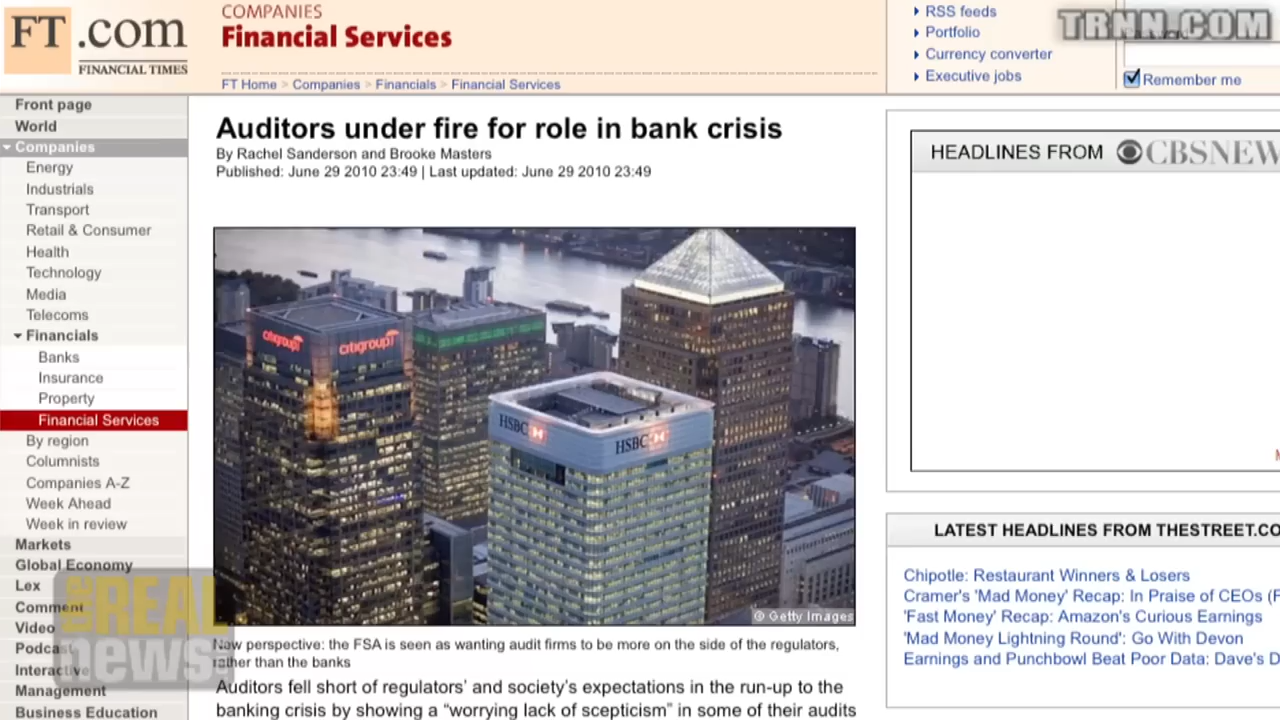 FT
.com
FINANCIAL TIMES
COMPANIES
Financial Services
FT Home > Companies > Financials > Financial Services
RSS feeds
Portfolio
Currency converter
Executive jobs
TRNN.COM
Remember me
Front page
World
Companies
Energy
Industrials
Transport
Retail & Consumer
Health
Technology
Media
Telecoms
Financials
Banks
Insurance
Property
Financial Services
By region
Columnists
Companies A-Z
Week Ahead
Week in review
Markets
Global Economy
Lex
Comment
Video
Podcast
Interactive
Management
Business Education
THE REAL
news
Auditors under fire for role in bank crisis
By Rachel Sanderson and Brooke Masters
Published: June 29 2010 23:49 | Last updated: June 29 2010 23:49
citigroup
citigroup
HSBC
HSBC
© Getty Images
New perspective: the FSA is seen as wanting audit firms to be more on the side of the regulators,
rather than the banks
Auditors fell short of regulators’ and society’s expectations in the run-up to the
banking crisis by showing a “worrying lack of scepticism” in some of their audits
HEADLINES FROM CBSNEW
LATEST HEADLINES FROM THESTREET.CO
Chipotle: Restaurant Winners & Losers
Cramer's 'Mad Money' Recap: In Praise of CEOs (F
'Fast Money' Recap: Amazon's Curious Earnings
'Mad Money Lightning Round': Go With Devon
Earnings and Punchbowl Beat Poor Data: Dave's D